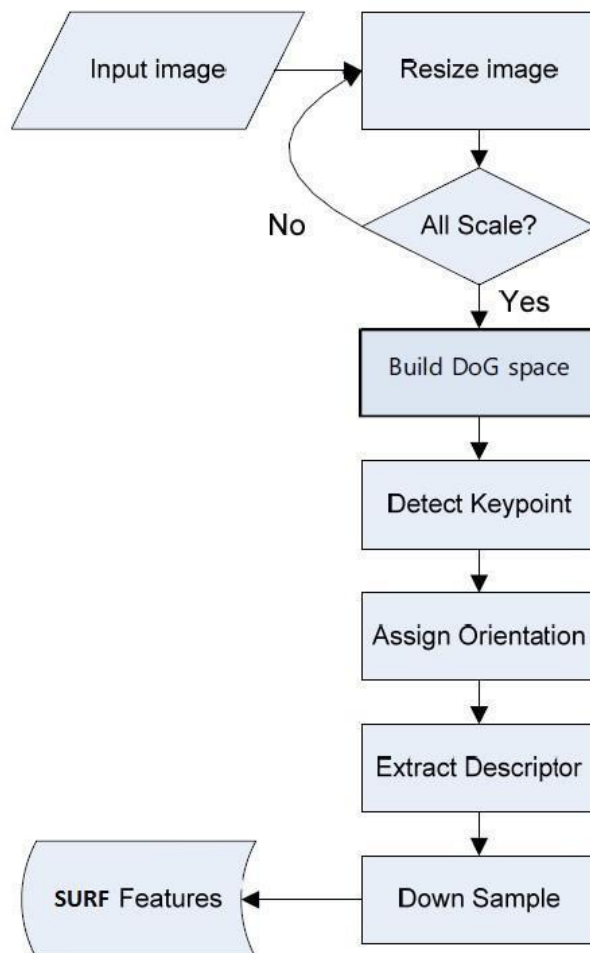 Input image
Resize image
All Scale?
No
Yes
Build DoG space
Detect Keypoint
Assign Orientation
Extract Descriptor
Down Sample
SURF Features